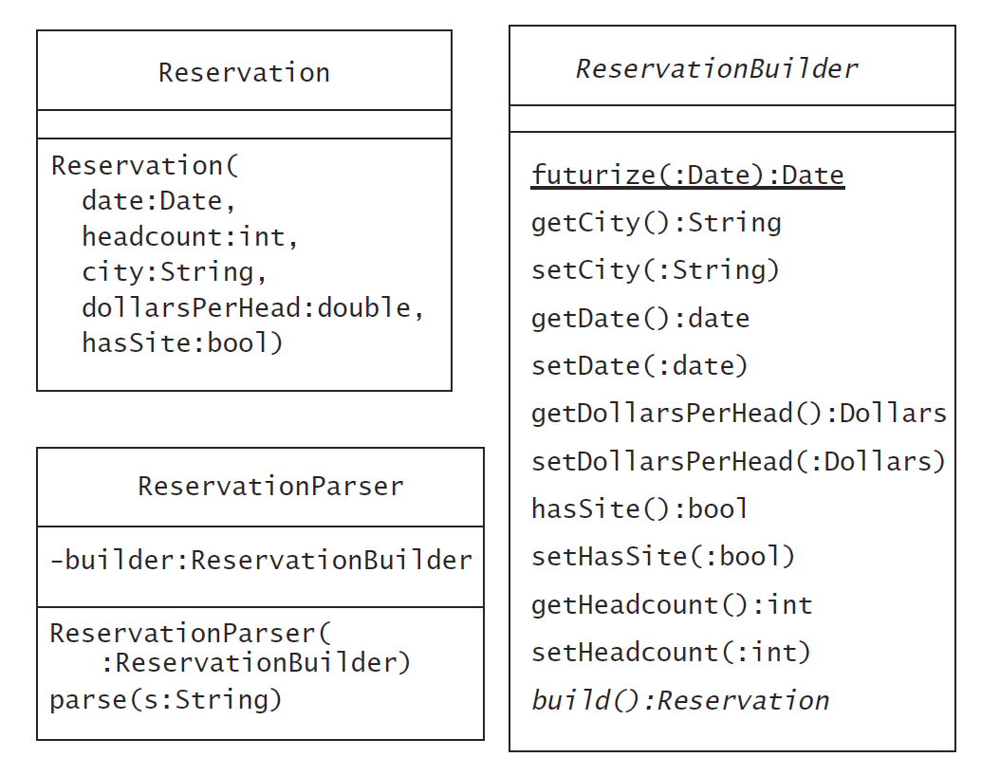 Reservation
Reservation(
date:Date,
headcount:int,
city:String,
dollarsPerHead:double,
hasSite:bool)
ReservationParser
-builder:ReservationBuilder
ReservationParser(
:ReservationBuilder)
parse(s:String)
ReservationBuilder
futurize(:Date):Date
getCity():String
setCity(:String)
getDate():date
setDate(:date)
getDollarsPerHead():Dollars
setDollarsPerHead(:Dollars)
hasSite():bool
setHasSite(:bool)
getHeadcount():int
setHeadcount(:int)
build():Reservation